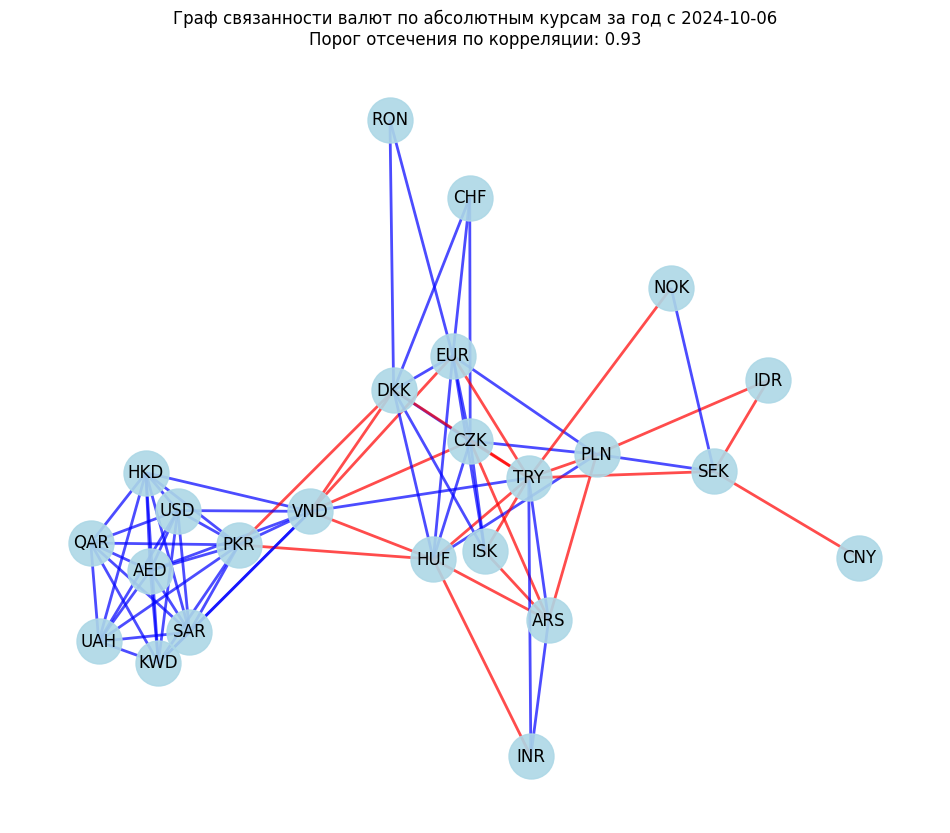 Граф связанности валют по абсолютным курсам за год с 2024-10-06
Порог отсечения по корреляции: 0.93
RON
CHF
NOK
EUR
IDR
DKK
CZK
PLN
SEK
HKD
TRY
USD
VND
QAR
PKR
ISK
HUF
CNY
AED
ARS
SAR
UAH
KWD
INR